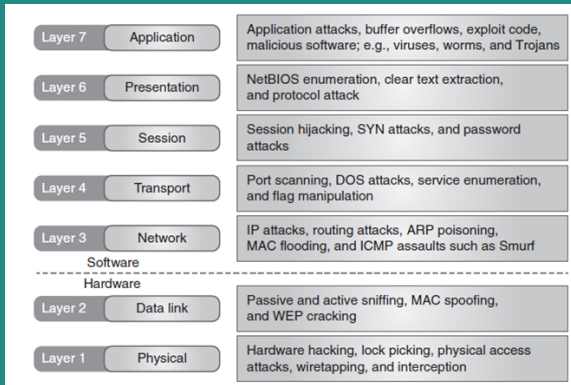 Layer 7 Application Application attacks, buffer overflows, exploit code,
malicious software; e.g., viruses, worms, and Trojans
Layer 6 Presentation NetBIOS enumeration, clear text extraction,
and protocol attack
Layer 5 Session Session hijacking, SYN attacks, and password
attacks
Layer 4 Transport Port scanning, DOS attacks, service enumeration,
and flag manipulation
Layer 3 Network IP attacks, routing attacks, ARP poisoning,
MAC flooding, and ICMP assaults such as Smurf
Software
Hardware
Layer 2 Data link Passive and active sniffing, MAC spoofing,
and WEP cracking
Layer 1 Physical Hardware hacking, lock picking, physical access
attacks, wiretapping, and interception